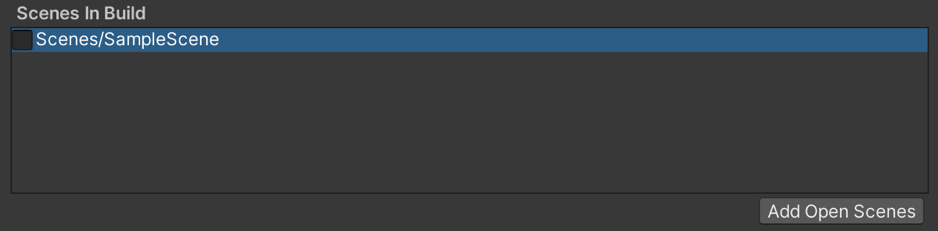 Scenes In Build
Scenes/SampleScene
Add Open Scenes